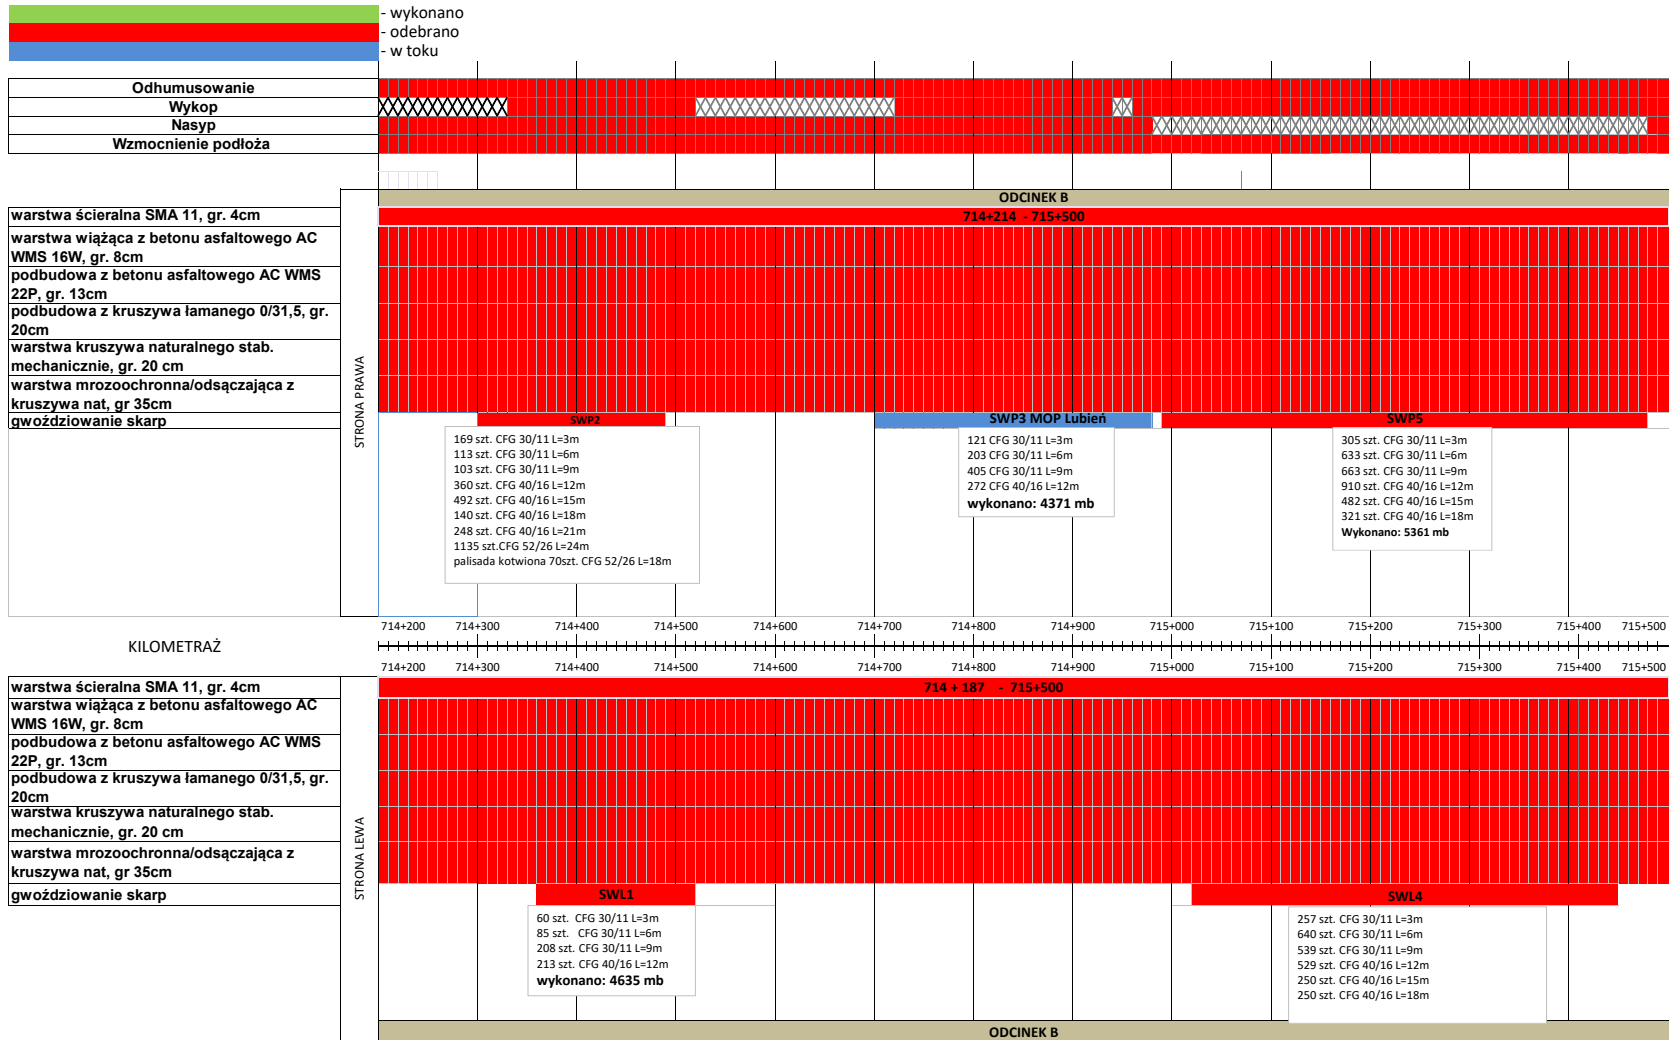 - wykonano
- odebrano
- w toku
Odhumusowanie
Wykop
Nasyp
Wzmocnienie podłoża
ODCINEK B
warstwa ścieralna SMA 11, gr. 4cm
714+214 - 715+500
warstwa wiążąca z betonu asfaltowego AC
WMS 16W, gr. 8cm
podbudowa z betonu asfaltowego AC WMS
22P, gr. 13cm
podbudowa z kruszywa łamanego 0/31,5, gr.
20cm
warstwa kruszywa naturalnego stab.
mechanicznie, gr. 20 cm
warstwa mrozoochronna/odsączająca z
kruszywa nat, gr 35cm
gwoździowanie skarp
STRONA PRAWA
SWP2
SWP3 MOP Lubień
SWP5
169 szt. CFG 30/11 L=3m
113 szt. CFG 30/11 L=6m
103 szt. CFG 30/11 L=9m
360 szt. CFG 40/16 L=12m
492 szt. CFG 40/16 L=15m
140 szt. CFG 40/16 L=18m
248 szt. CFG 40/16 L=21m
1135 szt.CFG 52/26 L=24m
palisada kotwiona 70szt. CFG 52/26 L=18m
121 CFG 30/11 L=3m
203 CFG 30/11 L=6m
405 CFG 30/11 L=9m
272 CFG 40/16 L=12m
wykonano: 4371 mb
305 szt. CFG 30/11 L=3m
633 szt. CFG 30/11 L=6m
663 szt. CFG 30/11 L=9m
910 szt. CFG 40/16 L=12m
482 szt. CFG 40/16 L=15m
321 szt. CFG 40/16 L=18m
Wykonano: 5361 mb
714+200 714+300 714+400 714+500 714+600 714+700 714+800 714+900 715+000 715+100 715+200 715+300 715+400 715+500
KILOMETRAŻ
714+200 714+300 714+400 714+500 714+600 714+700 714+800 714+900 715+000 715+100 715+200 715+300 715+400 715+500
warstwa ścieralna SMA 11, gr. 4cm
714 + 187 - 715+500
warstwa wiążąca z betonu asfaltowego AC
WMS 16W, gr. 8cm
podbudowa z betonu asfaltowego AC WMS
22P, gr. 13cm
podbudowa z kruszywa łamanego 0/31,5, gr.
20cm
warstwa kruszywa naturalnego stab.
mechanicznie, gr. 20 cm
warstwa mrozoochronna/odsączająca z
kruszywa nat, gr 35cm
gwoździowanie skarp
STRONA LEWA
SWL1
SWL4
60 szt. CFG 30/11 L=3m
85 szt. CFG 30/11 L=6m
208 szt. CFG 30/11 L=9m
213 szt. CFG 40/16 L=12m
wykonano: 4635 mb
257 szt. CFG 30/11 L=3m
640 szt. CFG 30/11 L=6m
539 szt. CFG 30/11 L=9m
529 szt. CFG 40/16 L=12m
250 szt. CFG 40/16 L=15m
250 szt. CFG 40/16 L=18m
ODCINEK B